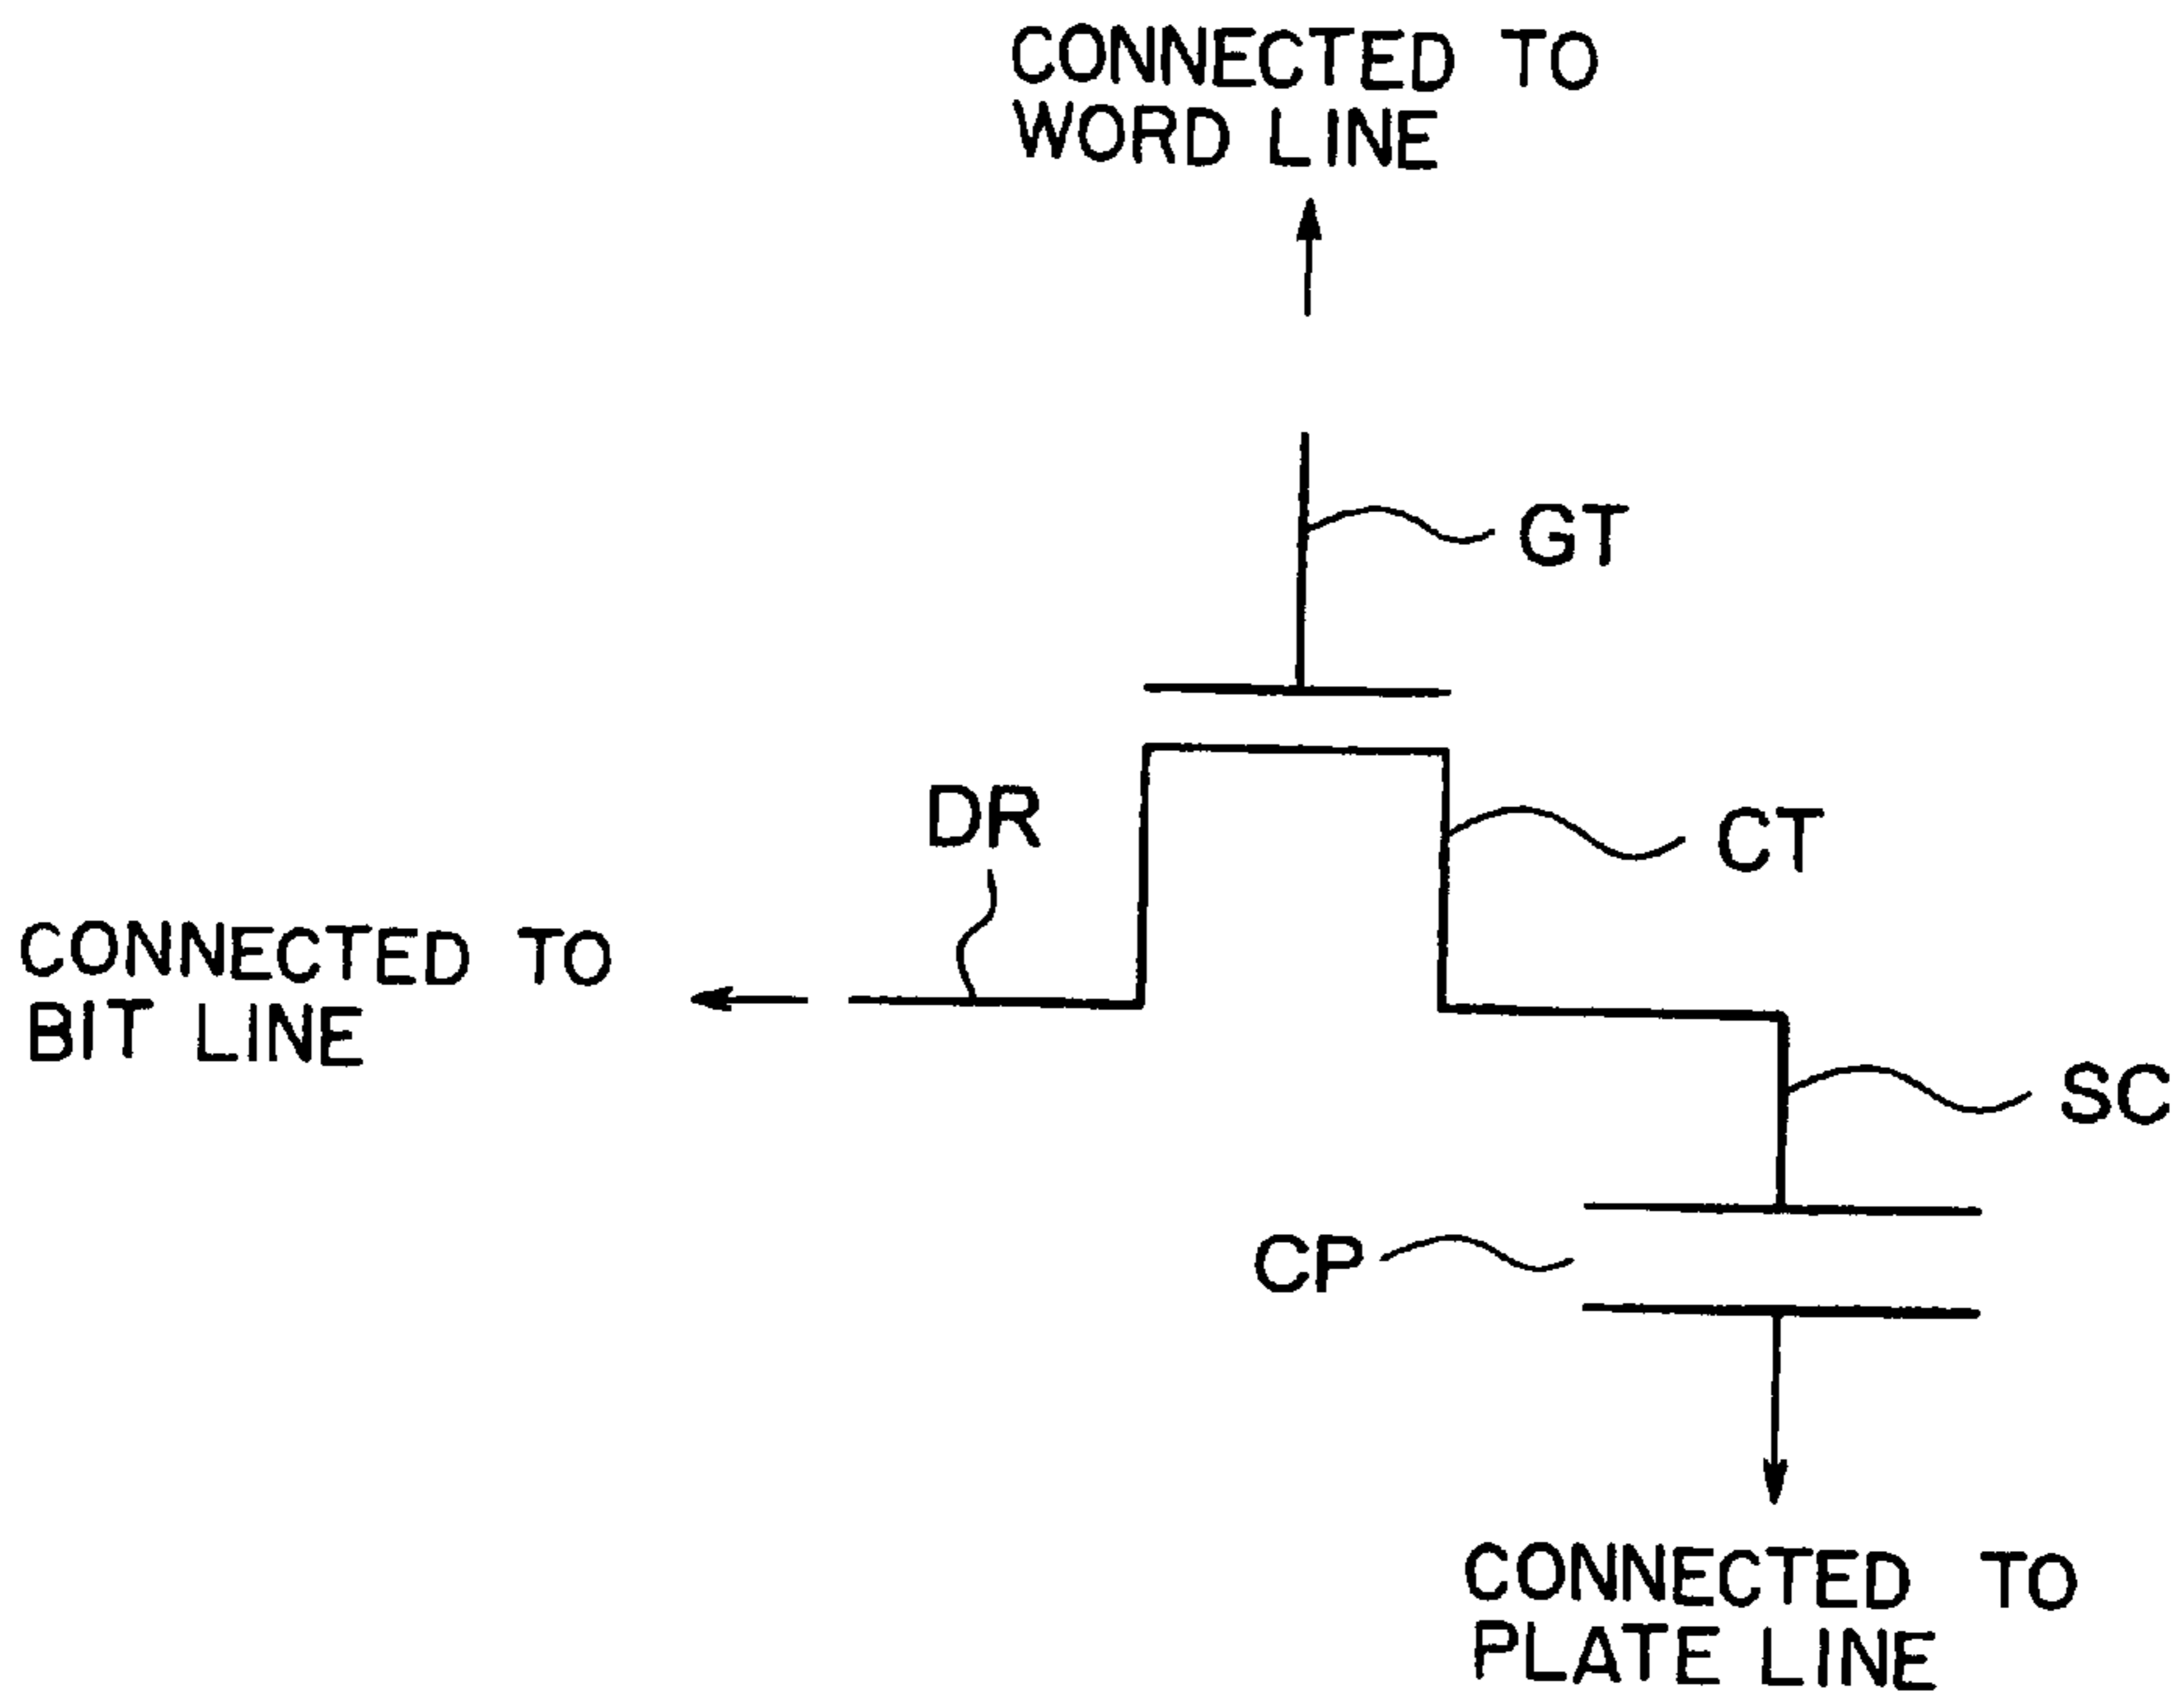 CONNECTED TO
WORD LINE
GT
DR
CT
CONNECTED TO
BIT LINE
SC
CP
CONNECTED TO
PLATE LINE